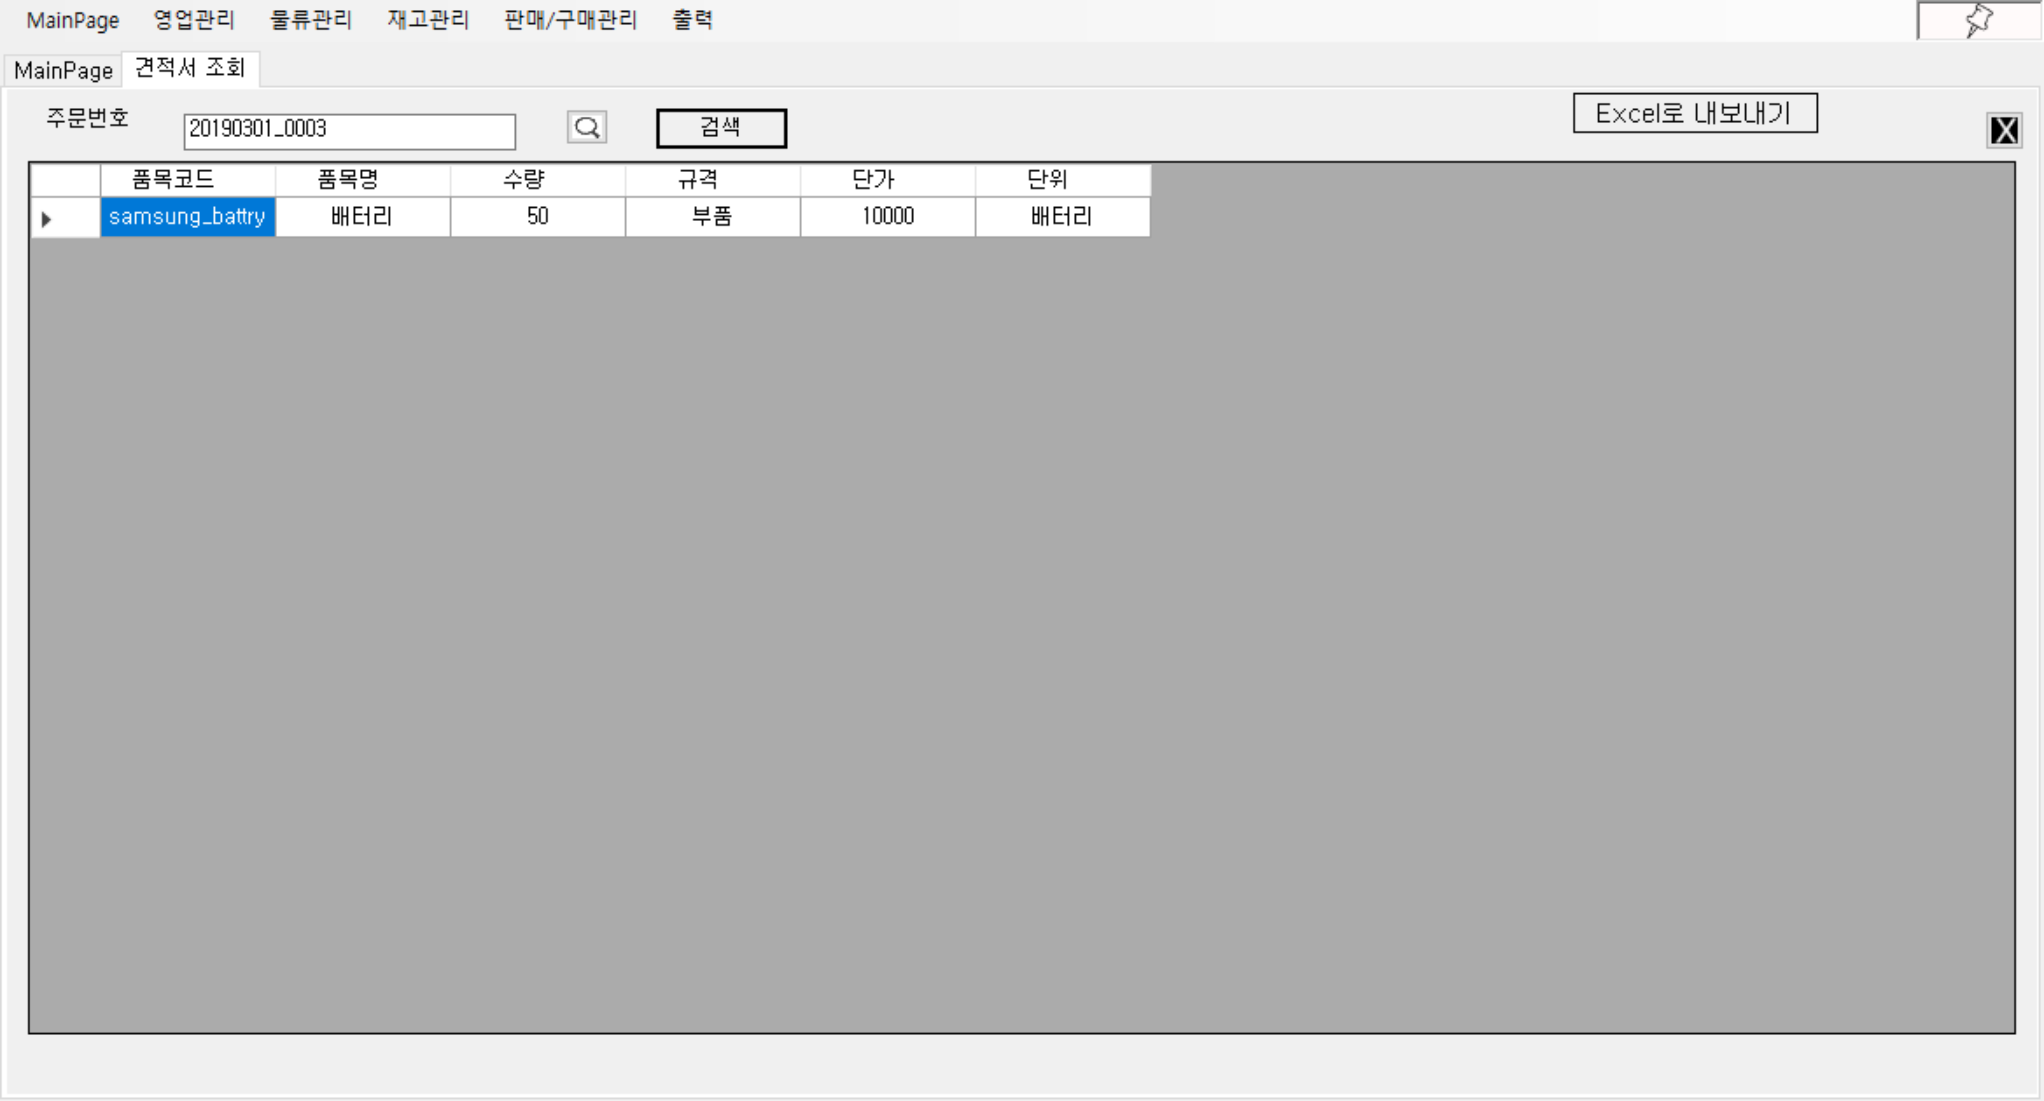 MainPage 영업관리 물류관리 재고관리 판매/구매관리 출력
MainPage 견적서 조회
주문번호 20190301_0003 검색 Excel로 내보내기 X
품목코드 품목명 수량 규격 단가 단위
samsung_battry 배터리 50 부품 10000 배터리